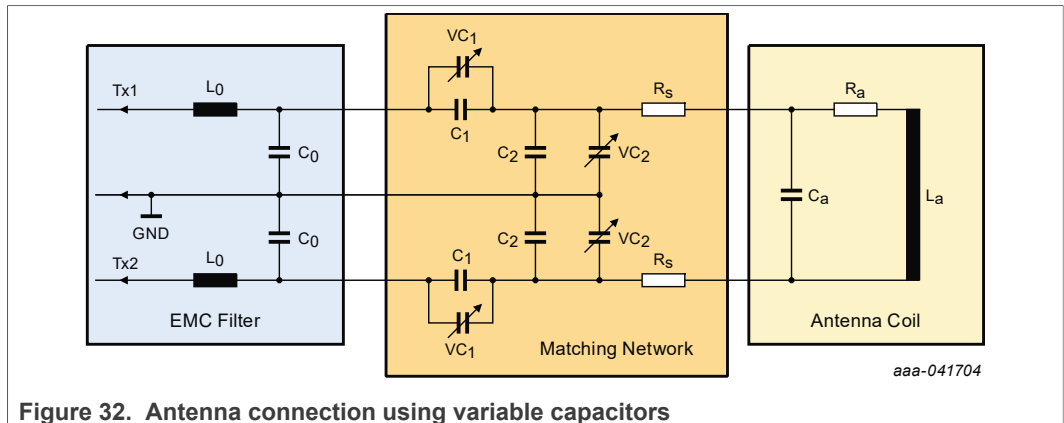 VC1
Tx1
L0
C1
Rs
Ra
C0
C2
VC2
GND
Ca
La
C0
C2
VC2
Tx2
L0
C1
Rs
VC1
EMC Filter
Matching Network
Antenna Coil
aaa-041704
Figure 32. Antenna connection using variable capacitors